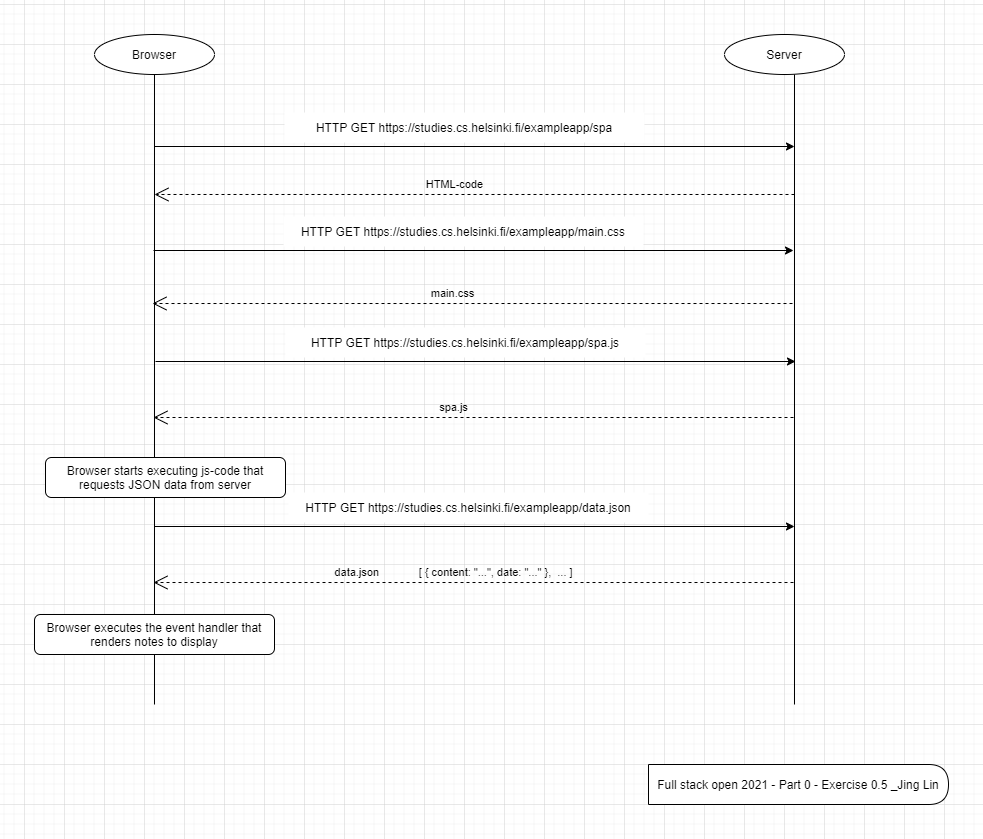 Browser
Server
HTTP GET https://studies.cs.helsinki.fi/exampleapp/spa
HTML-code
HTTP GET https://studies.cs.helsinki.fi/exampleapp/main.css
main.css
HTTP GET https://studies.cs.helsinki.fi/exampleapp/spa.js
spa.js
Browser starts executing js-code that
requests JSON data from server
HTTP GET https://studies.cs.helsinki.fi/exampleapp/data.json
data.json [ { content: "...", date: "..." }, ... ]
Browser executes the event handler that
renders notes to display
Full stack open 2021 - Part 0 - Exercise 0.5 _Jing Lin